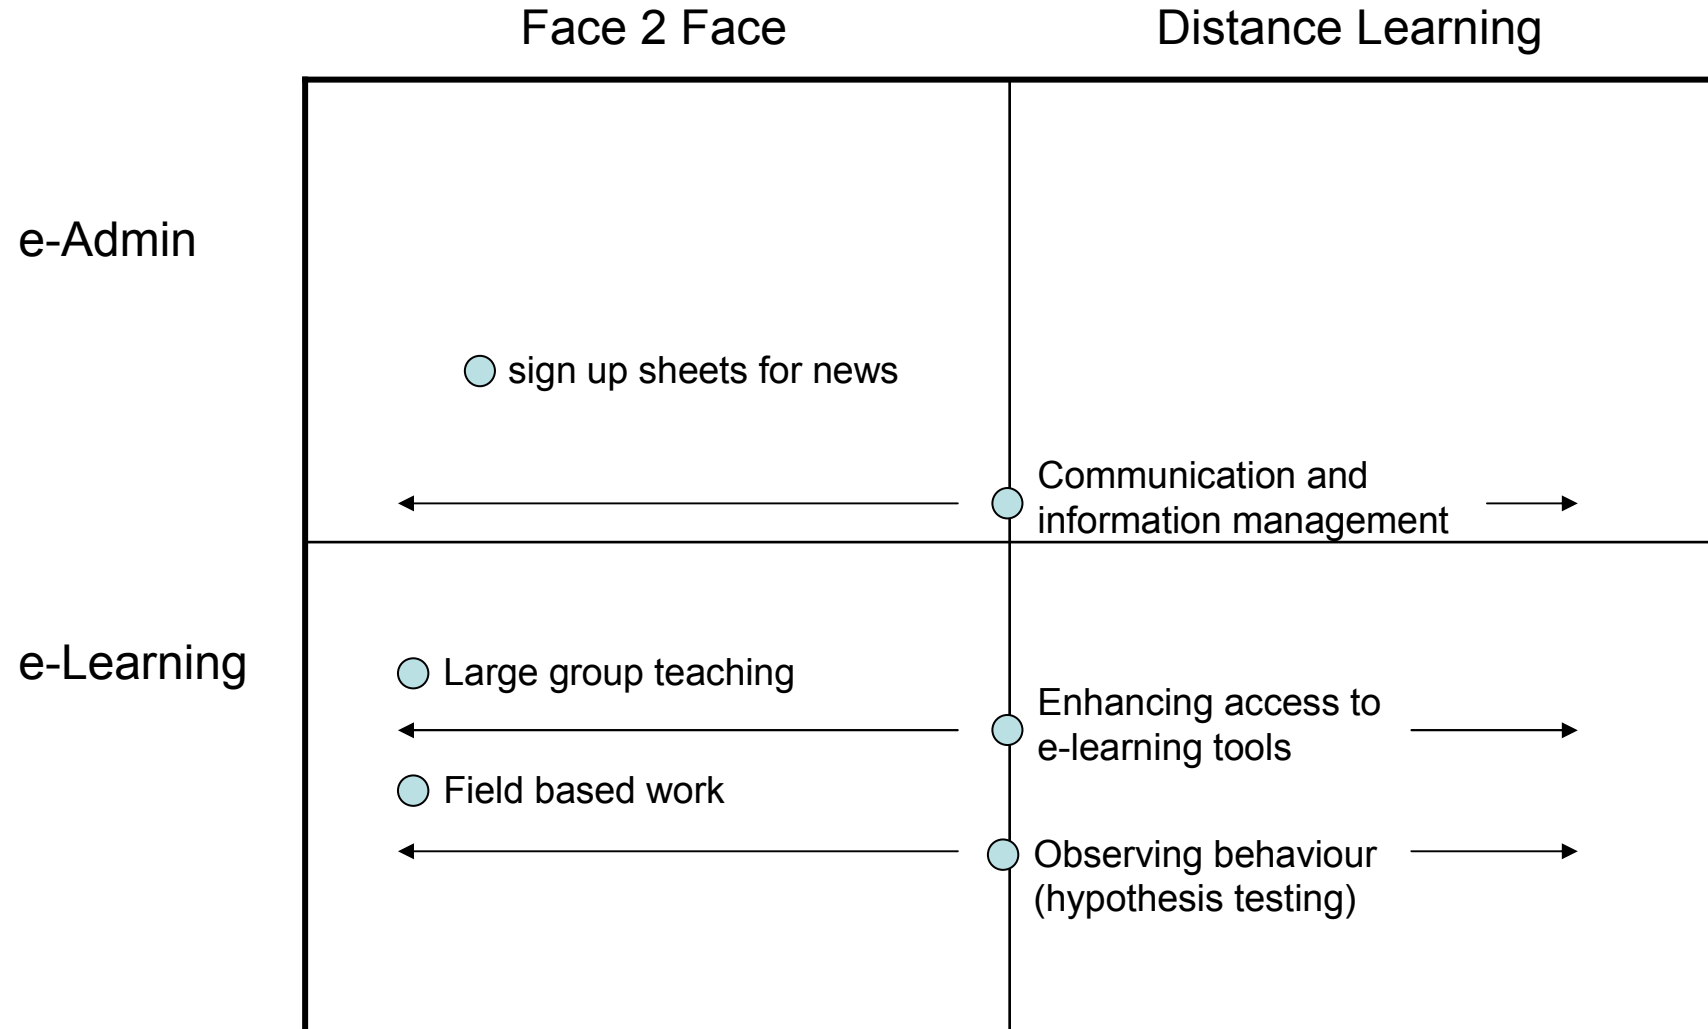 Face 2 Face
Distance Learning
e-Admin
sign up sheets for news
Communication and
information management
e-Learning
Large group teaching
Enhancing access to
e-learning tools
Field based work
Observing behaviour
(hypothesis testing)